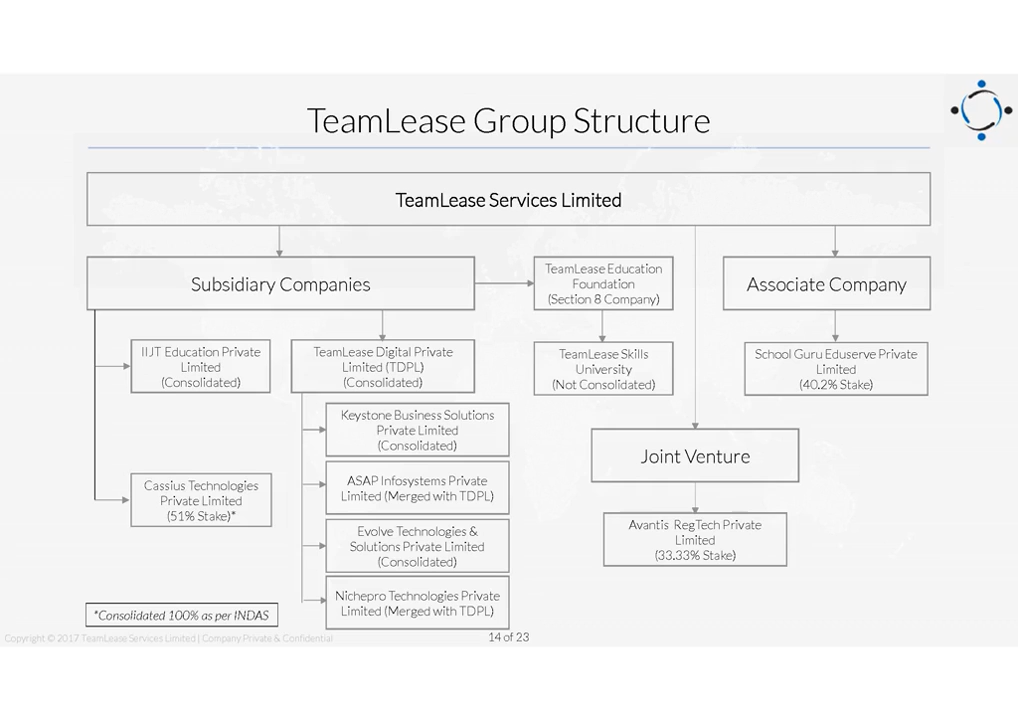 TeamLease Group Structure
TeamLease Services Limited
Subsidiary Companies
TeamLease Education
Foundation
(Section 8 Company)
Associate Company
IIJT Education Private
Limited
(Consolidated)
TeamLease Digital Private
Limited (TDPL)
(Consolidated)
TeamLease Skills
University
(Not Consolidated)
School Guru Eduserve Private
Limited
(40.2% Stake)
Keystone Business Solutions
Private Limited
(Consolidated)
Joint Venture
Cassius Technologies
Private Limited
(51% Stake)*
ASAP Infosystems Private
Limited (Merged with TDPL)
Evolve Technologies &
Solutions Private Limited
(Consolidated)
Avantis RegTech Private
Limited
(33.33% Stake)
Nichepro Technologies Private
Limited (Merged with TDPL)
*Consolidated 100% as per INDAS
Copyright © 2017 TeamLease Services Limited | Company Private & Confidential
14 of 23